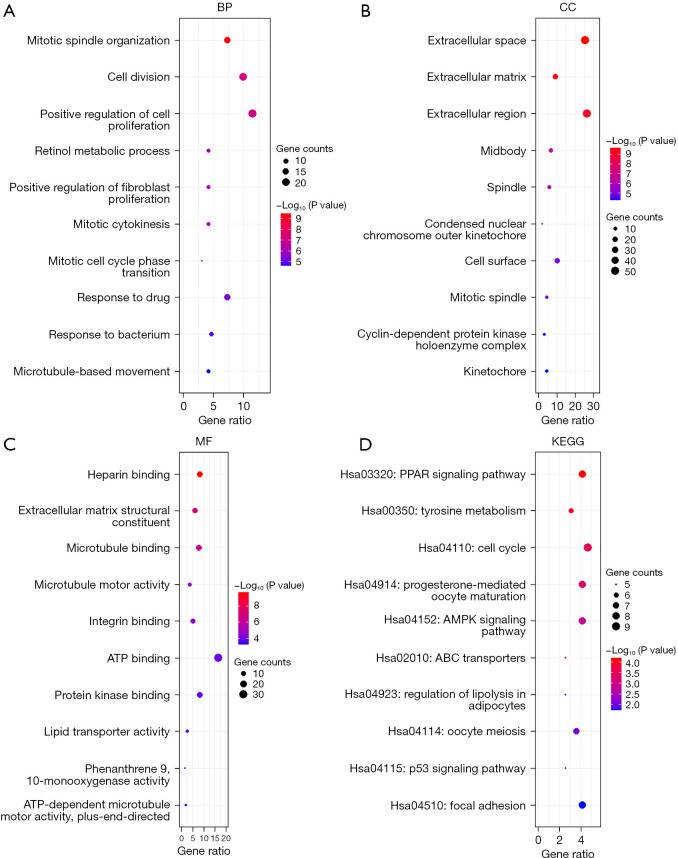 A
BP
Mitotic spindle organization
Cell division
Positive regulation of cell
proliferation
Retinol metabolic process
Positive regulation of fibroblast
proliferation
Mitotic cytokinesis
Mitotic cell cycle phase
transition
Response to drug
Response to bacterium
Microtubule-based movement
0 5 10
Gene ratio
Gene counts
10
15
20
−Log10 (P value)
9
8
7
6
5
B
CC
Extracellular space
Extracellular matrix
Extracellular region
Midbody
Spindle
Condensed nuclear
chromosome outer kinetochore
Cell surface
Mitotic spindle
Cyclin-dependent protein kinase
holoenzyme complex
Kinetochore
0 10 20 30
Gene ratio
−Log10 (P value)
9
8
7
6
5
Gene counts
10
20
30
40
50
C
MF
Heparin binding
Extracellular matrix structural
constituent
Microtubule binding
Microtubule motor activity
Integrin binding
ATP binding
Protein kinase binding
Lipid transporter activity
Phenanthrene 9,
10-monooxygenase activity
ATP-dependent microtubule
motor activity, plus-end-directed
0 5 10 15 20
Gene ratio
−Log10 (P value)
8
6
4
Gene counts
10
20
30
D
KEGG
Hsa03320: PPAR signaling pathway
Hsa00350: tyrosine metabolism
Hsa04110: cell cycle
Hsa04914: progesterone-mediated
oocyte maturation
Hsa04152: AMPK signaling
pathway
Hsa02010: ABC transporters
Hsa04923: regulation of lipolysis in
adipocytes
Hsa04114: oocyte meiosis
Hsa04115: p53 signaling pathway
Hsa04510: focal adhesion
0 2 4
Gene ratio
Gene counts
5
6
7
8
9
−Log10 (P value)
4.0
3.5
3.0
2.5
2.0